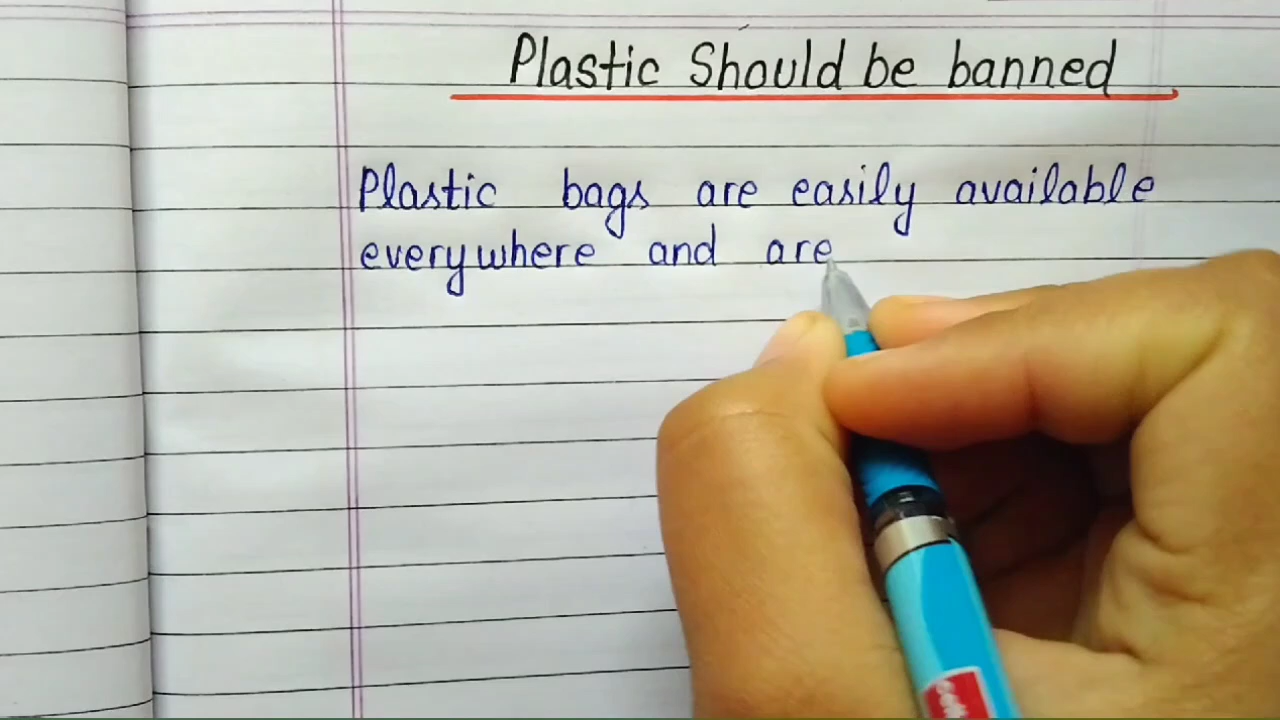 Plastic Should be banned
Plastic bags are easily available
everywhere and are